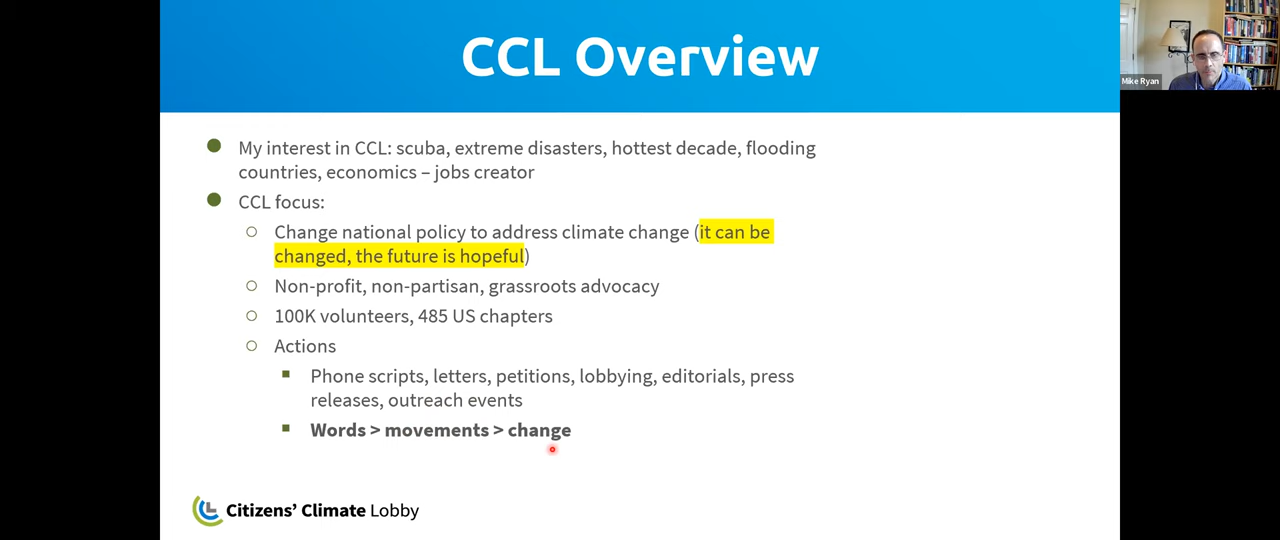 CCL Overview
Mike Ryan
My interest in CCL: scuba, extreme disasters, hottest decade, flooding
countries, economics – jobs creator
CCL focus:
Change national policy to address climate change (it can be
changed, the future is hopeful)
Non-profit, non-partisan, grassroots advocacy
100K volunteers, 485 US chapters
Actions
Phone scripts, letters, petitions, lobbying, editorials, press
releases, outreach events
Words > movements > change
Citizens' Climate Lobby